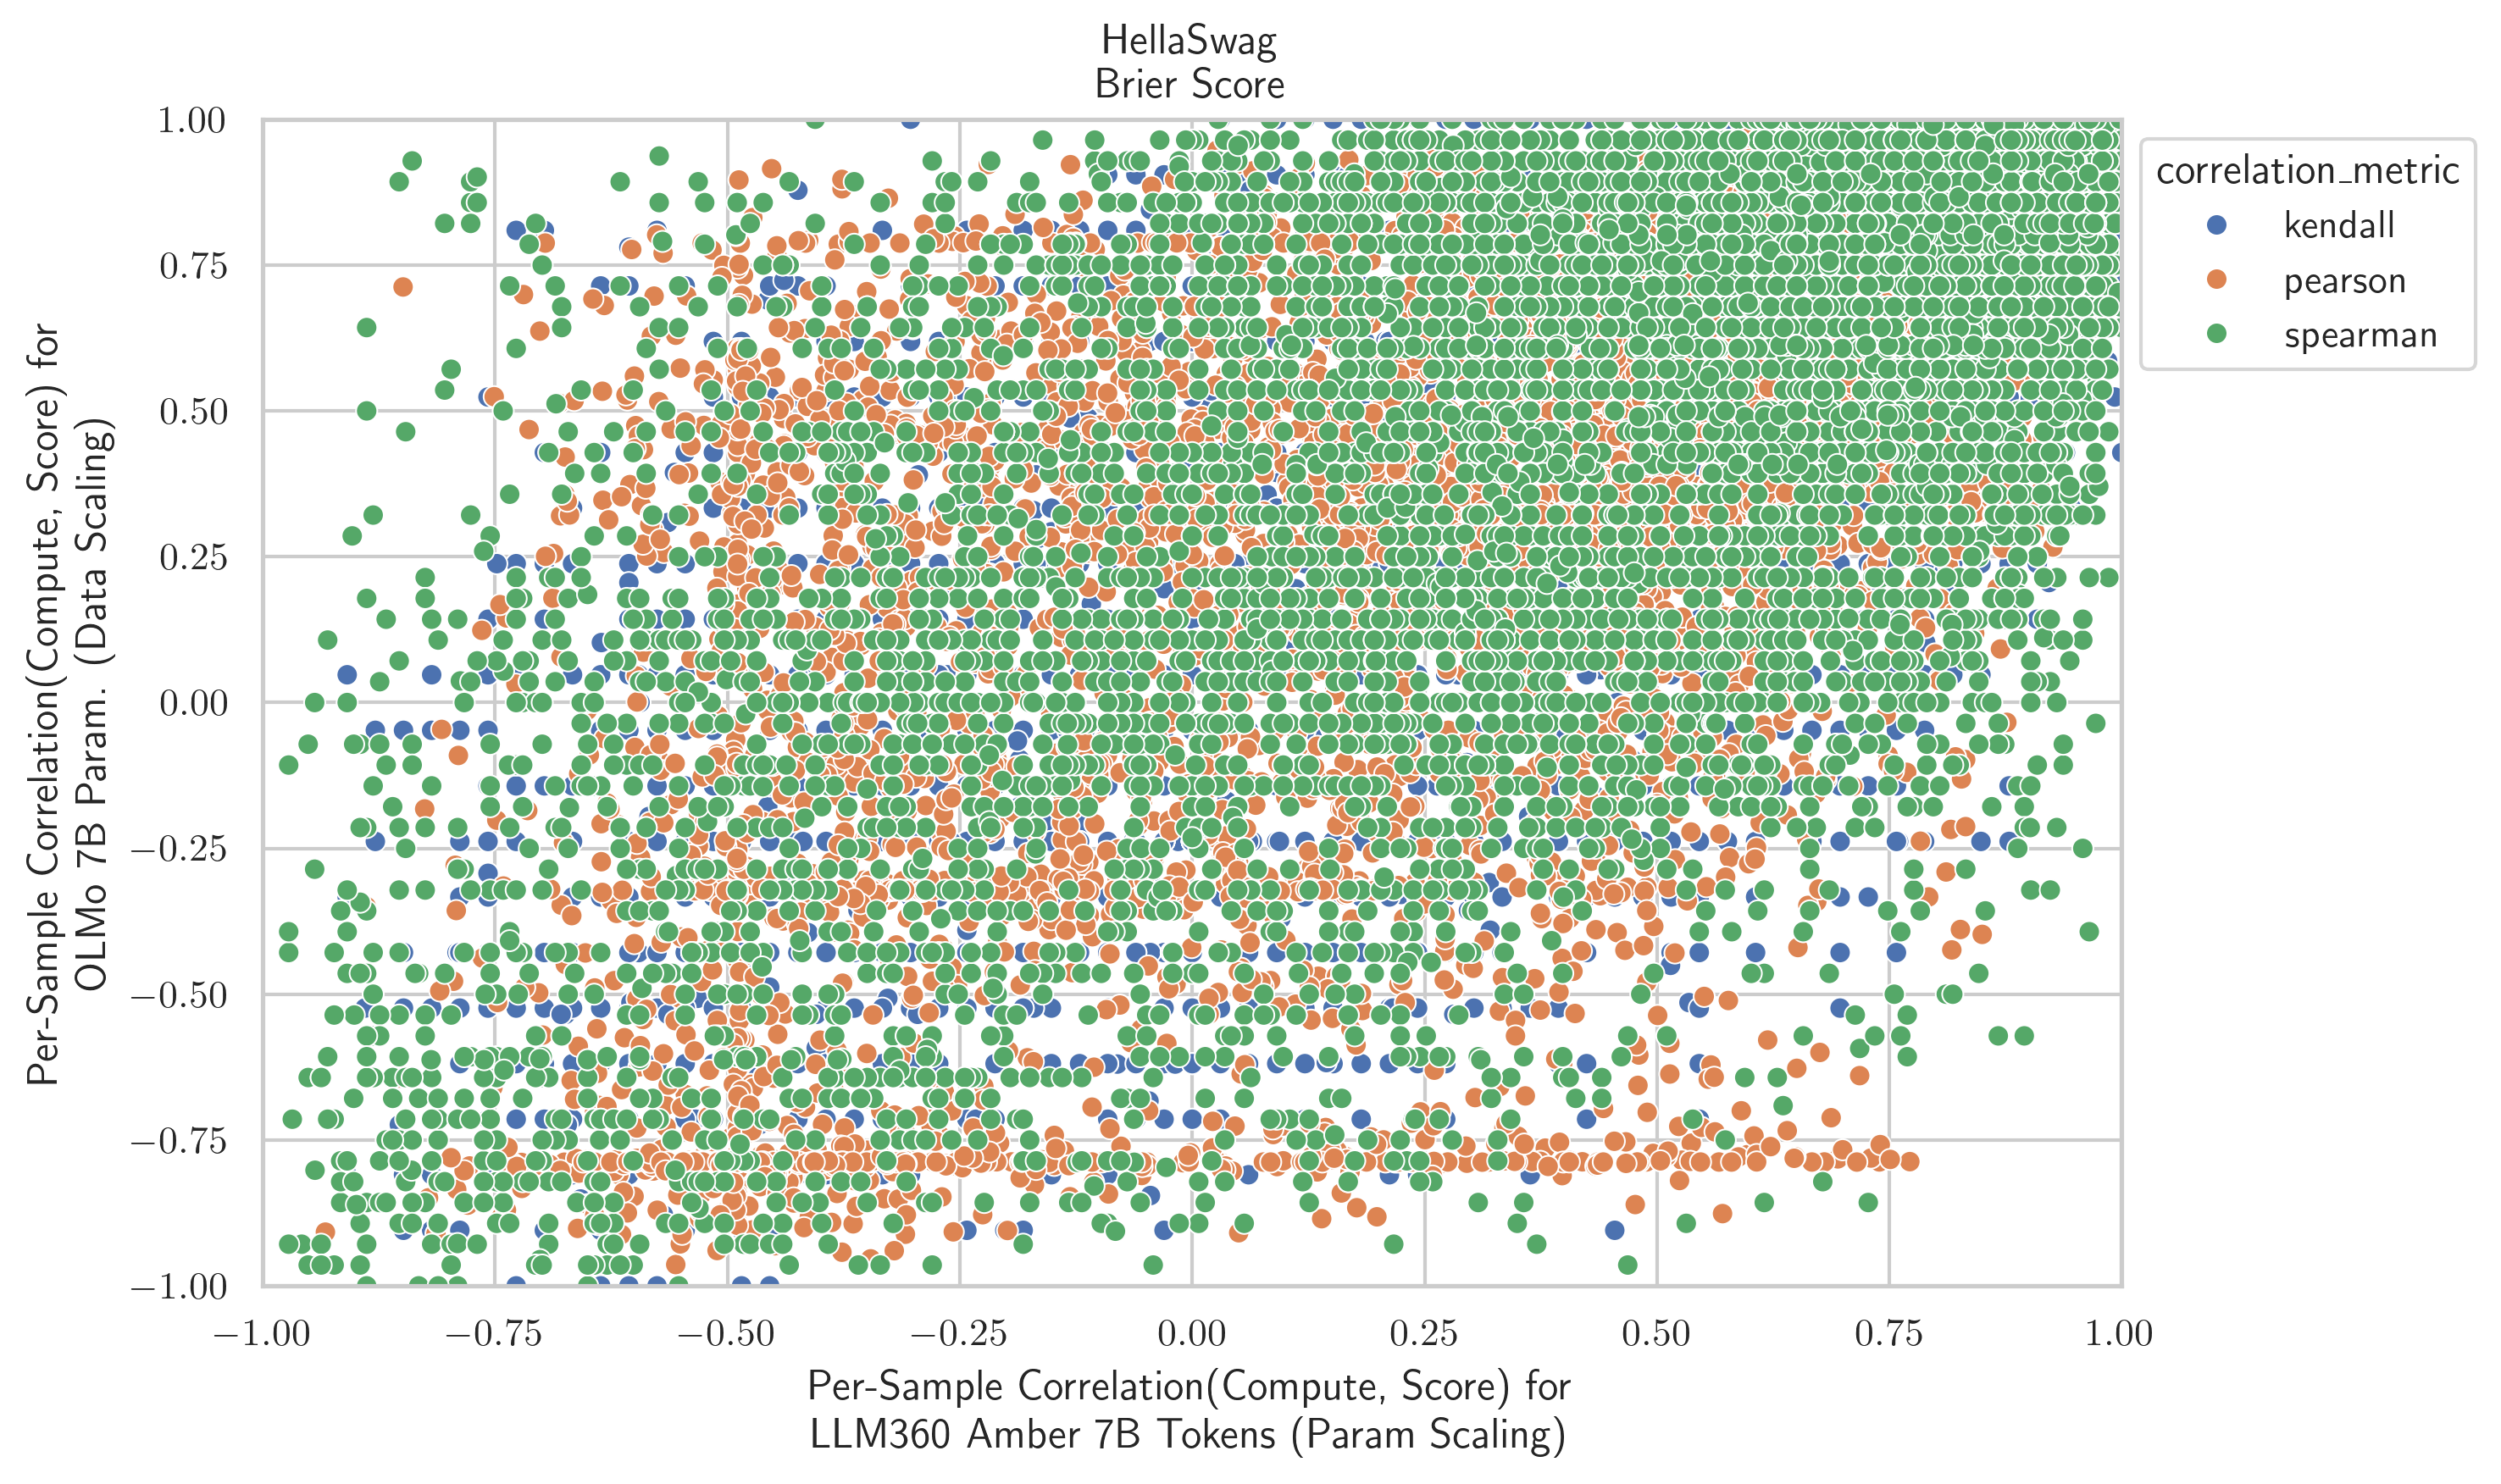 HellaSwag
Brier Score
1.00
0.75
0.50
0.25
0.00
−0.25
−0.50
−0.75
−1.00
Per-Sample Correlation(Compute, Score) for
OLMo 7B Param. (Data Scaling)
−1.00 −0.75 −0.50 −0.25 0.00 0.25 0.50 0.75 1.00
Per-Sample Correlation(Compute, Score) for
LLM360 Amber 7B Tokens (Param Scaling)
correlation_metric
kendall
pearson
spearman